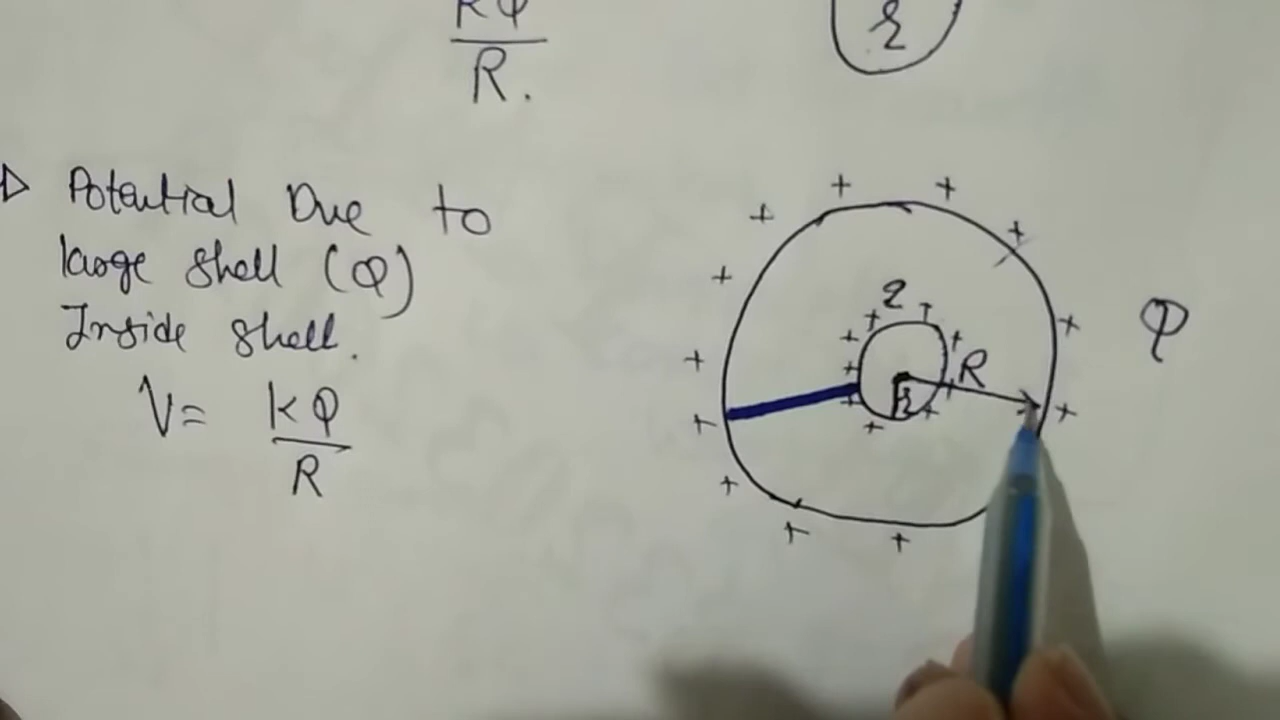 KQ
R.
r
Potential Due to
large shell (Q)
Inside shell.
V = KQ
R
q
R
r
Q